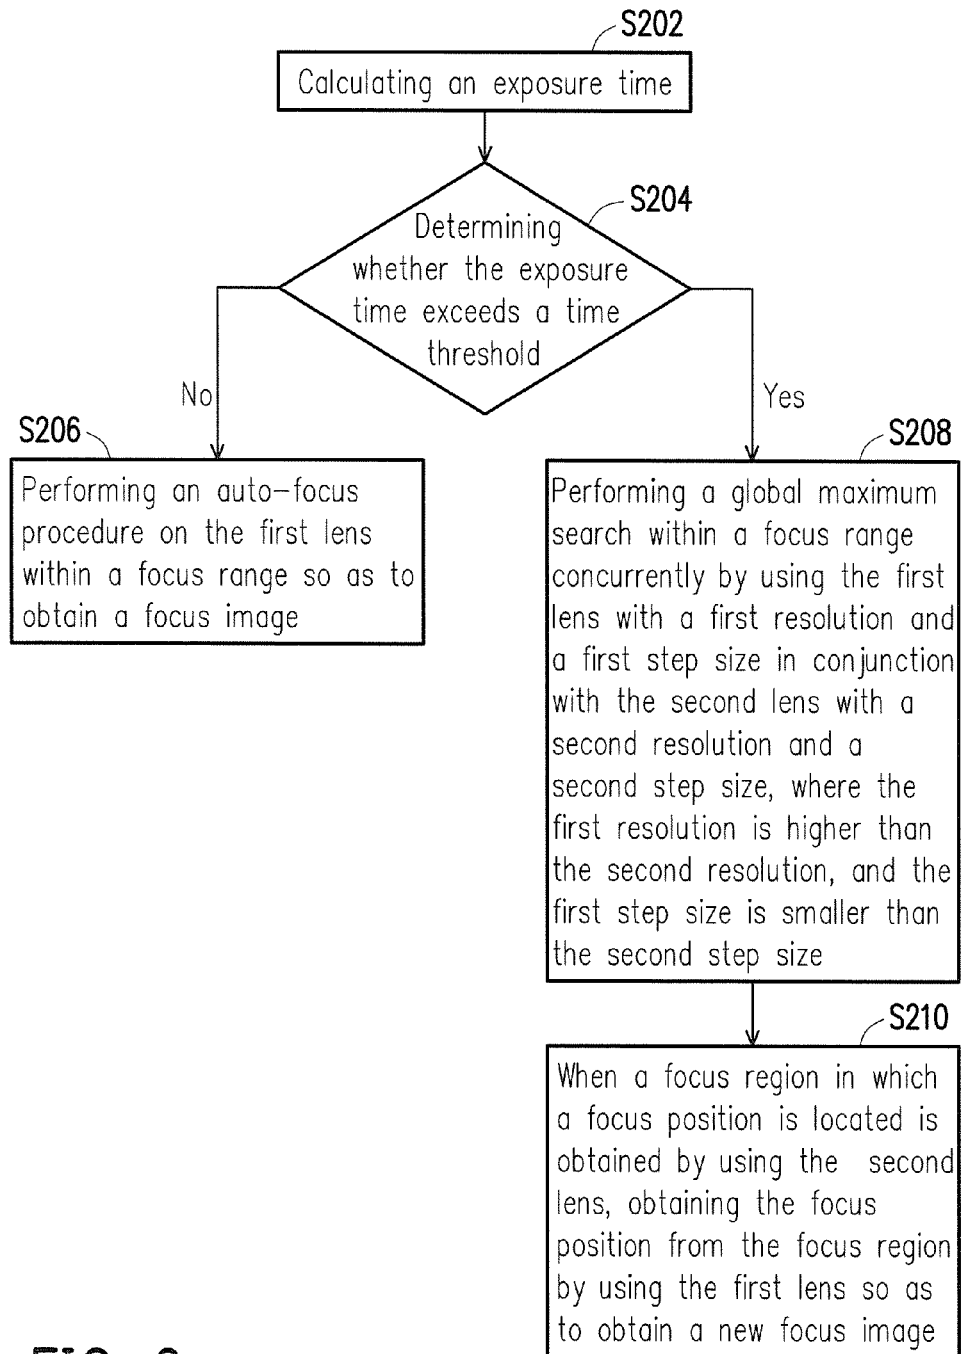 S202
Calculating an exposure time
S204
Determining
whether the exposure
time exceeds a time
threshold
No
Yes
S206
Performing an auto-focus
procedure on the first lens
within a focus range so as to
obtain a focus image
S208
Performing a global maximum
search within a focus range
concurrently by using the first
lens with a first resolution and
a first step size in conjunction
with the second lens with a
second resolution and a
second step size, where the
first resolution is higher than
the second resolution, and the
first step size is smaller than
the second step size
S210
When a focus region in which
a focus position is located is
obtained by using the second
lens, obtaining the focus
position from the focus region
by using the first lens so as
to obtain a new focus image